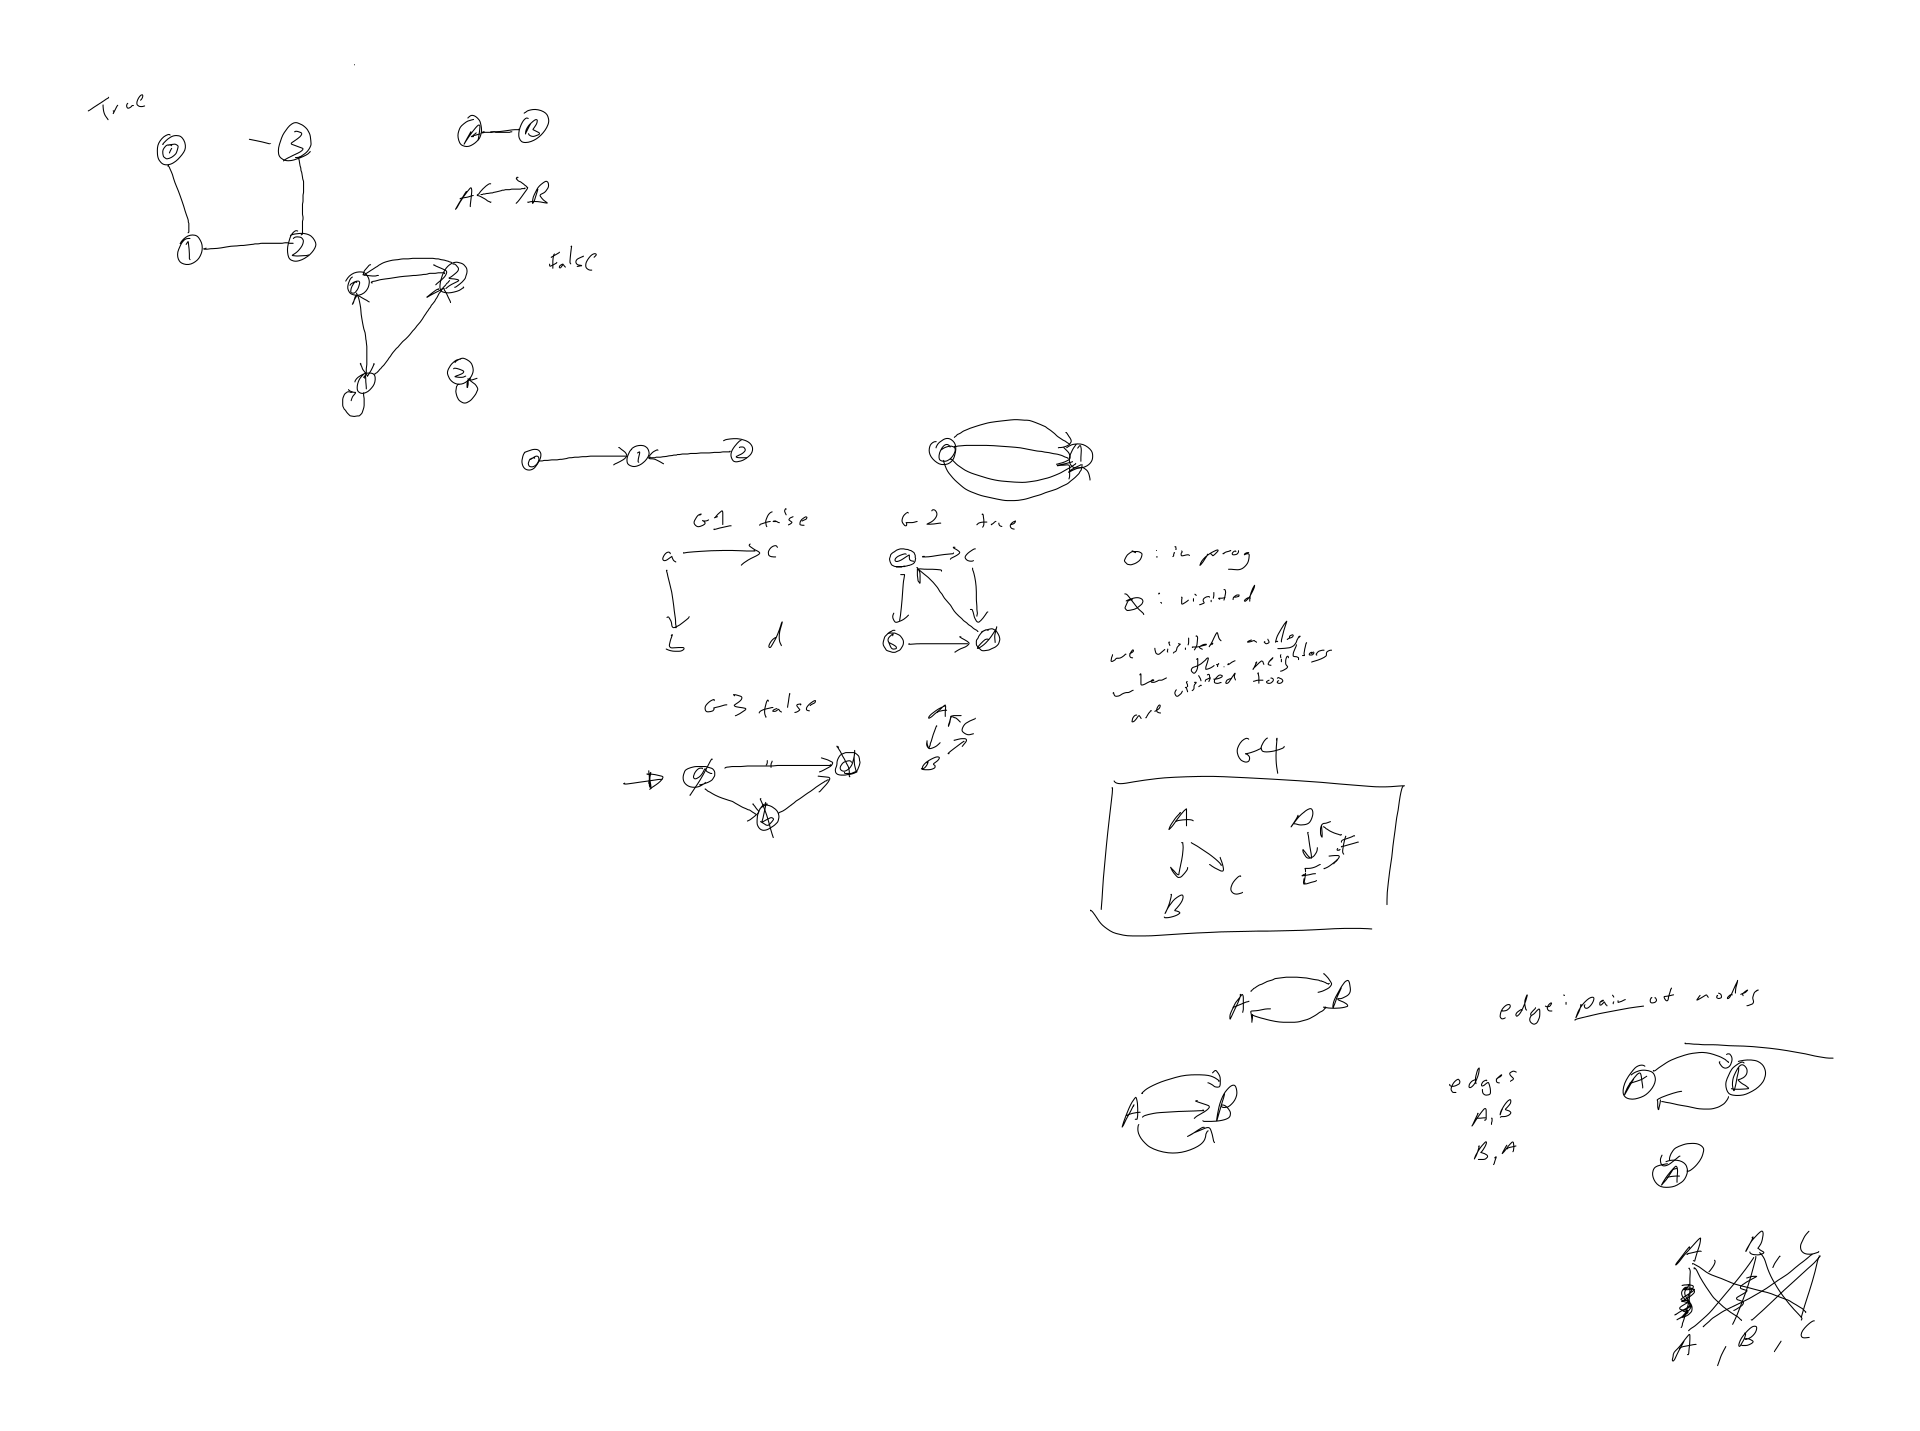 True
0
3
A B
A B
1
2
False
0
3
1
2
0
1
2
0
1
G1 false
G2 true
a c
a c
b d
b d
O : in prog
: visited
we visited nodes
when their neighbors
are visited too
G3 false
a
d
b
A
C
B
G4
A
B
C
D
F
E
A B
edge: pair of nodes
A B
edges
A,B
B,A
A B
A
A, B, C
A, B, C